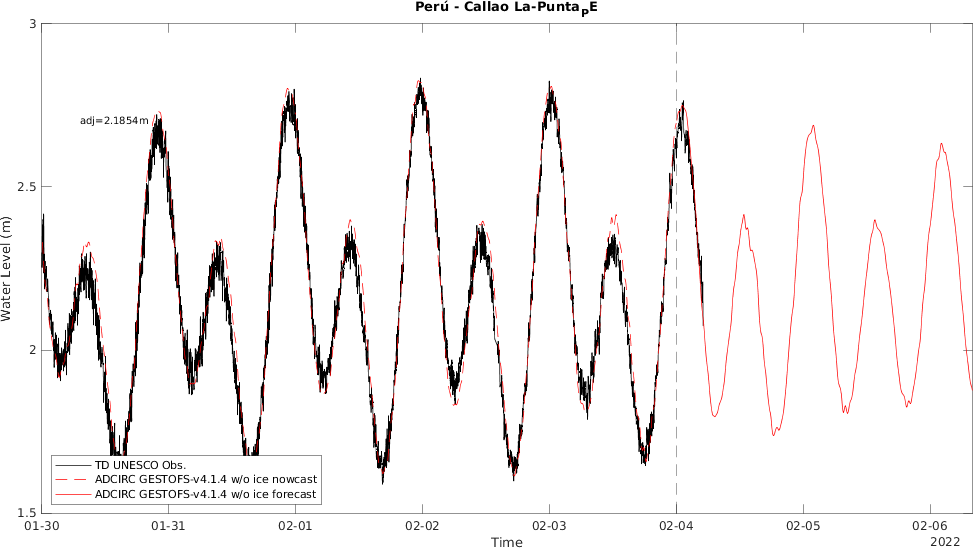 Perú - Callao La-Punta_PE
3
adj=2.1854m
2.5
Water Level (m)
2
TD UNESCO Obs.
ADCIRC GESTOFS-v4.1.4 w/o ice nowcast
ADCIRC GESTOFS-v4.1.4 w/o ice forecast
1.5
01-30 01-31 02-01 02-02 02-03 02-04 02-05 02-06
Time 2022